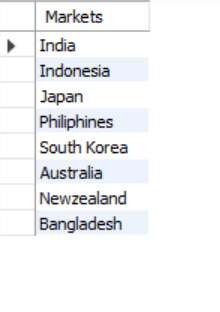 Markets
India
Indonesia
Japan
Philiphines
South Korea
Australia
Newzealand
Bangladesh